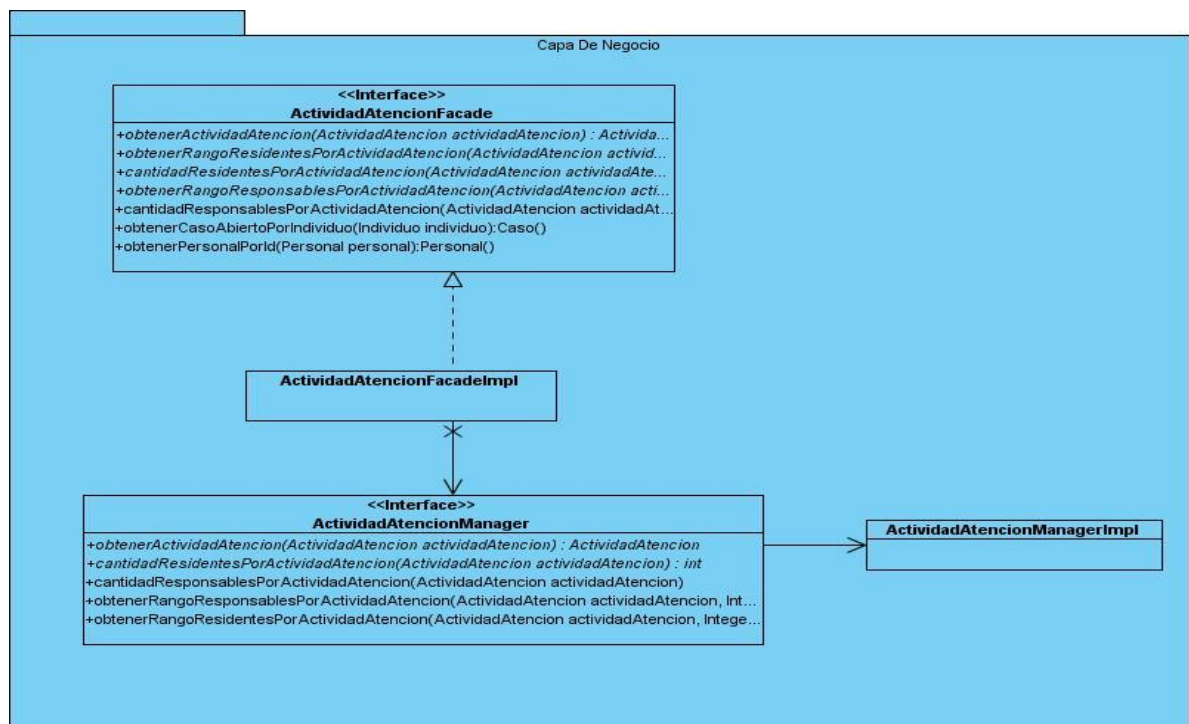 Capa De Negocio
<<Interface>>
ActividadAtencionFacade
+obtenerActividadAtencion(ActividadAtencion actividadAtencion) : Activida...
+obtenerRangoResidentesPorActividadAtencion(ActividadAtencion activid...
+cantidadResidentesPorActividadAtencion(ActividadAtencion actividadAte...
+obtenerRangoResponsablesPorActividadAtencion(ActividadAtencion acti...
+cantidadResponsablesPorActividadAtencion(ActividadAtencion actividadAt...
+obtenerCasoAbiertoPorIndividuo(Individuo individuo):Caso()
+obtenerPersonalPorId(Personal personal):Personal()
ActividadAtencionFacadeImpl
<<Interface>>
ActividadAtencionManager
+obtenerActividadAtencion(ActividadAtencion actividadAtencion) : ActividadAtencion
+cantidadResidentesPorActividadAtencion(ActividadAtencion actividadAtencion) : int
+cantidadResponsablesPorActividadAtencion(ActividadAtencion actividadAtencion)
+obtenerRangoResponsablesPorActividadAtencion(ActividadAtencion actividadAtencion, Int...
+obtenerRangoResidentesPorActividadAtencion(ActividadAtencion actividadAtencion, Intege...
ActividadAtencionManagerImpl